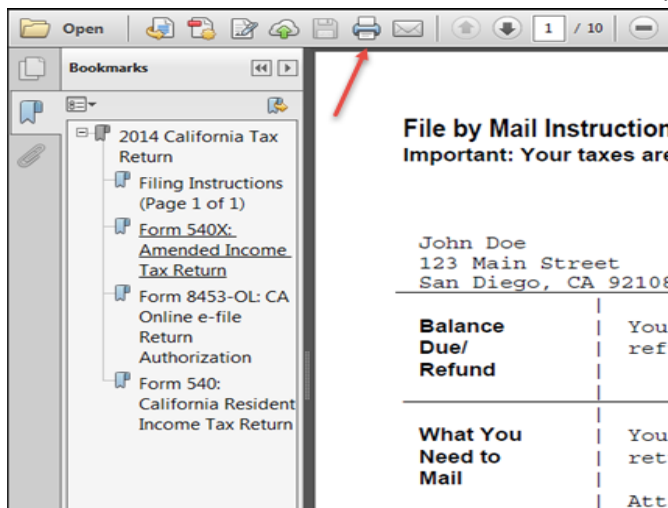 Open
1 / 10
Bookmarks
2014 California Tax
Return
Filing Instructions
(Page 1 of 1)
Form 540X:
Amended Income
Tax Return
Form 8453-OL: CA
Online e-file
Return
Authorization
Form 540:
California Resident
Income Tax Return
File by Mail Instruction
Important: Your taxes are
John Doe
123 Main Street
San Diego, CA 92108
Balance
Due/
Refund
You
ref
What You
Need to
Mail
You
ret
Att